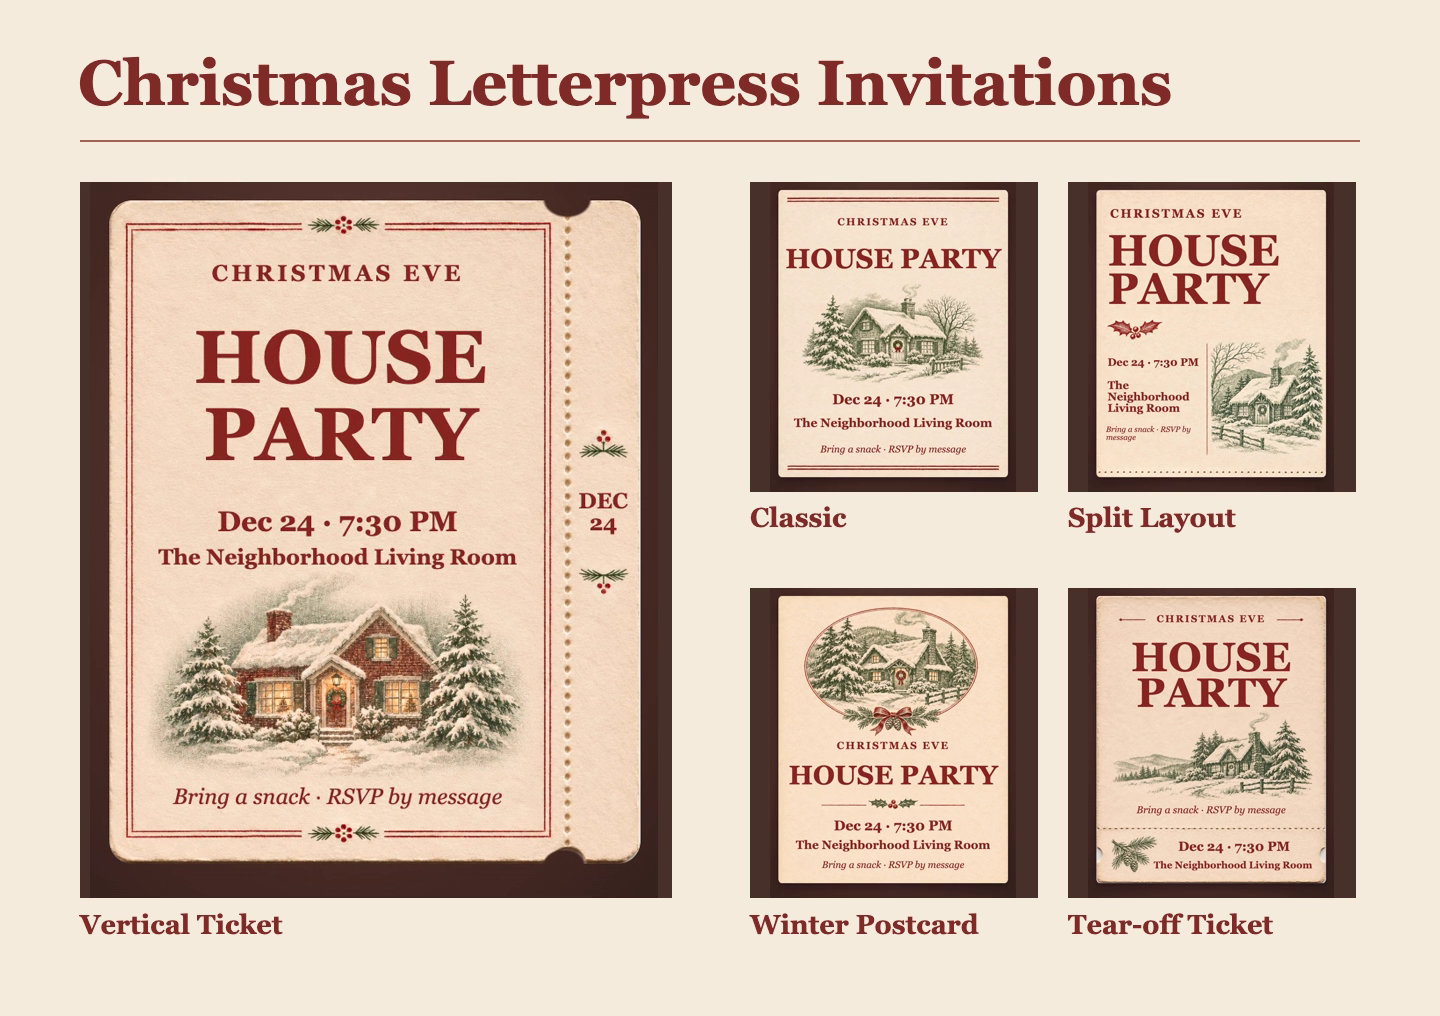 Christmas Letterpress Invitations
CHRISTMAS EVE
HOUSE
PARTY
Dec 24 · 7:30 PM
The Neighborhood Living Room
Bring a snack · RSVP by message
DEC
24
Vertical Ticket
CHRISTMAS EVE
HOUSE PARTY
Dec 24 · 7:30 PM
The Neighborhood Living Room
Bring a snack · RSVP by message
Classic
CHRISTMAS EVE
HOUSE
PARTY
Dec 24 · 7:30 PM
The
Neighborhood
Living Room
Bring a snack · RSVP by
message
Split Layout
CHRISTMAS EVE
HOUSE PARTY
Dec 24 · 7:30 PM
The Neighborhood Living Room
Bring a snack · RSVP by message
Winter Postcard
CHRISTMAS EVE
HOUSE
PARTY
Bring a snack · RSVP by message
Dec 24 · 7:30 PM
The Neighborhood Living Room
Tear-off Ticket